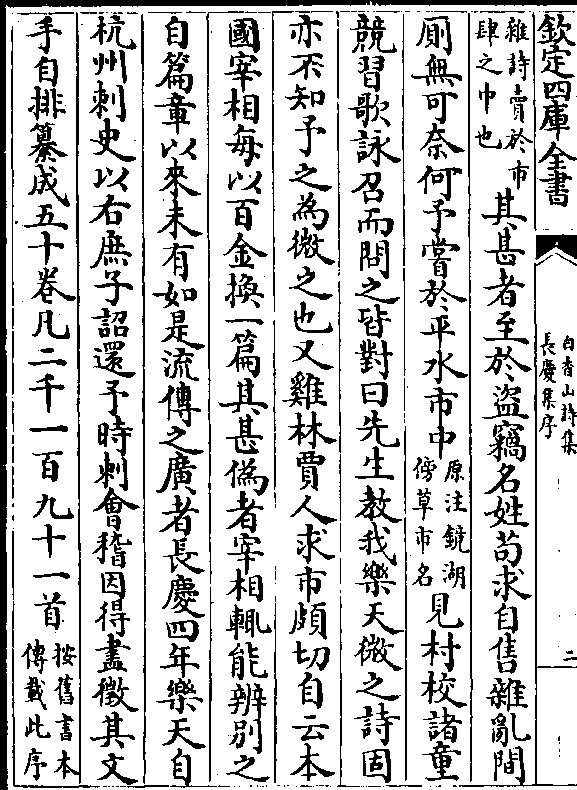 欽定四庫全書
白香山詩集
長慶集序
二
雜詩賣於市
肆之中也
其甚者至於盜竊名姓苟求自售雜亂間
厠無可奈何予嘗於平水市中
原注鏡湖
傍草市名
見村校諸童
競習歌詠召而問之皆對曰先生教我樂天微之詩固
亦不知予之為微之也又雞林賈人求市頗切自云本
國宰相每以百金換一篇其甚偽者宰相輒能辨別之
自篇章以來未有如是流傳之廣者長慶四年樂天自
杭州刺史以右庶子詔還予時刺會稽因得盡徵其文
手自排纂成五十卷凡二千一百九十一首
按舊書本
傳載此序